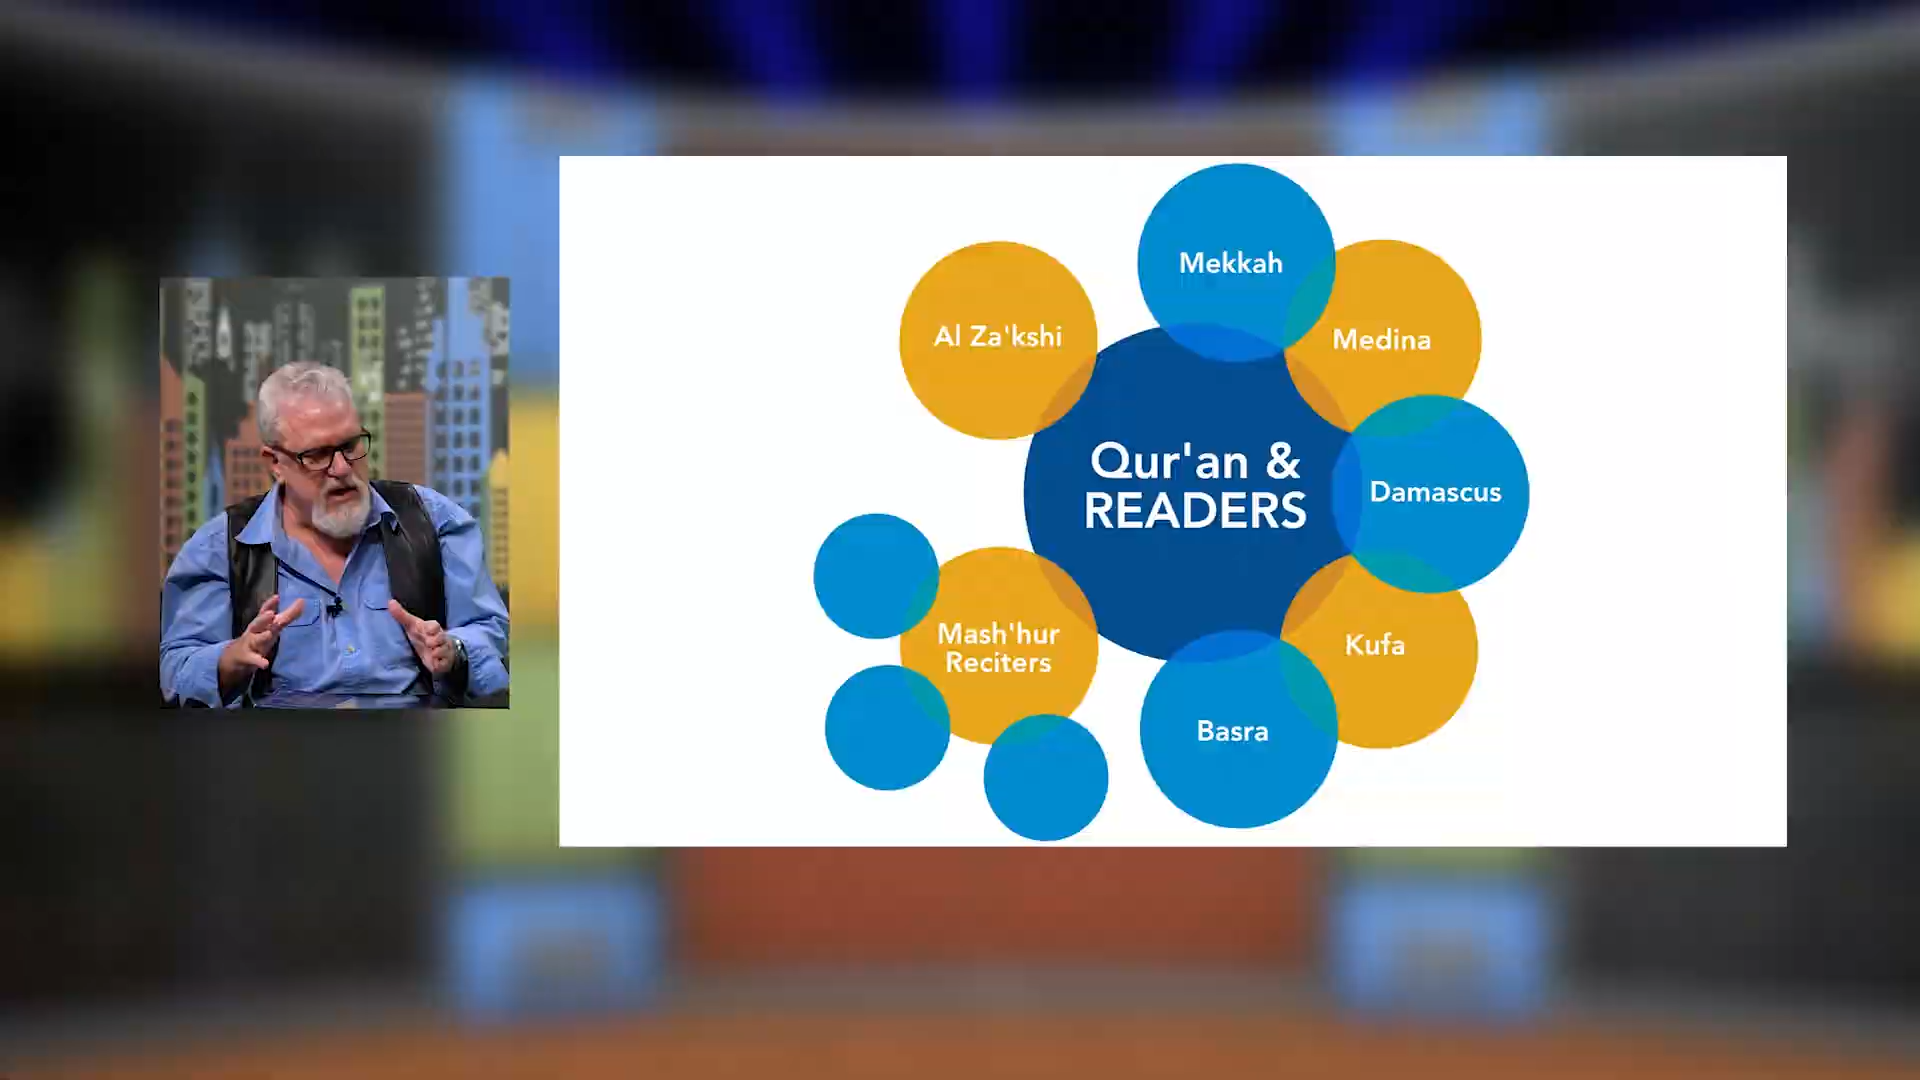 Mekkah
Al Za'kshi
Medina
Qur'an &
READERS
Damascus
Mash'hur
Reciters
Kufa
Basra